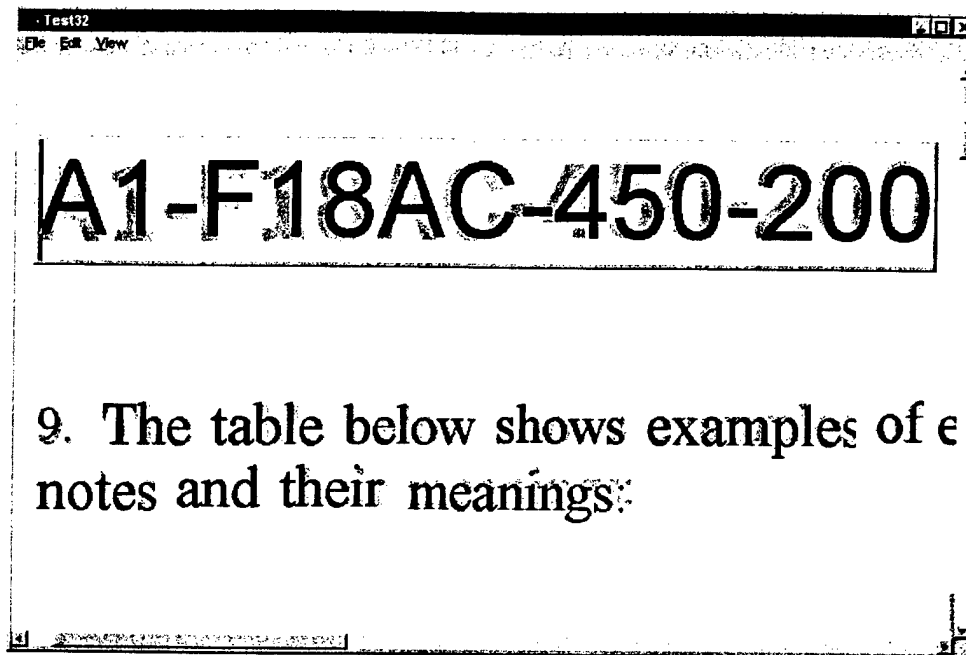 Test32
File Edit View
A1-F18AC-450-200
9. The table below shows examples of e
notes and their meanings: